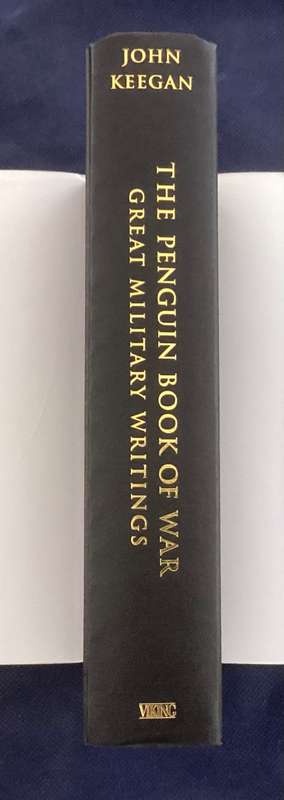 JOHN
KEEGAN
THE PENGUIN BOOK OF WAR
GREAT MILITARY WRITINGS
VIKING